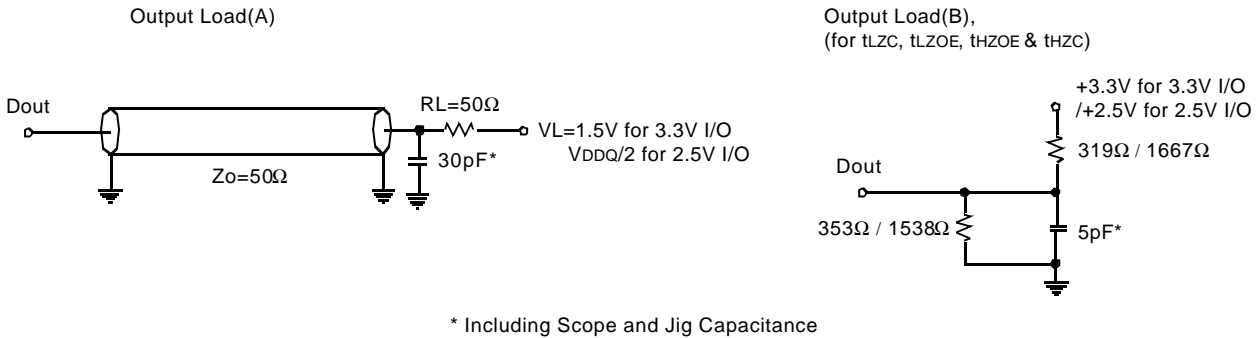 Output Load(A)
Dout
Zo=50Ω
RL=50Ω
30pF*
VL=1.5V for 3.3V I/O
VDDQ/2 for 2.5V I/O
Output Load(B),
(for tLZC, tLZOE, tHZOE & tHZC)
+3.3V for 3.3V I/O
/+2.5V for 2.5V I/O
319Ω / 1667Ω
Dout
353Ω / 1538Ω
5pF*
* Including Scope and Jig Capacitance